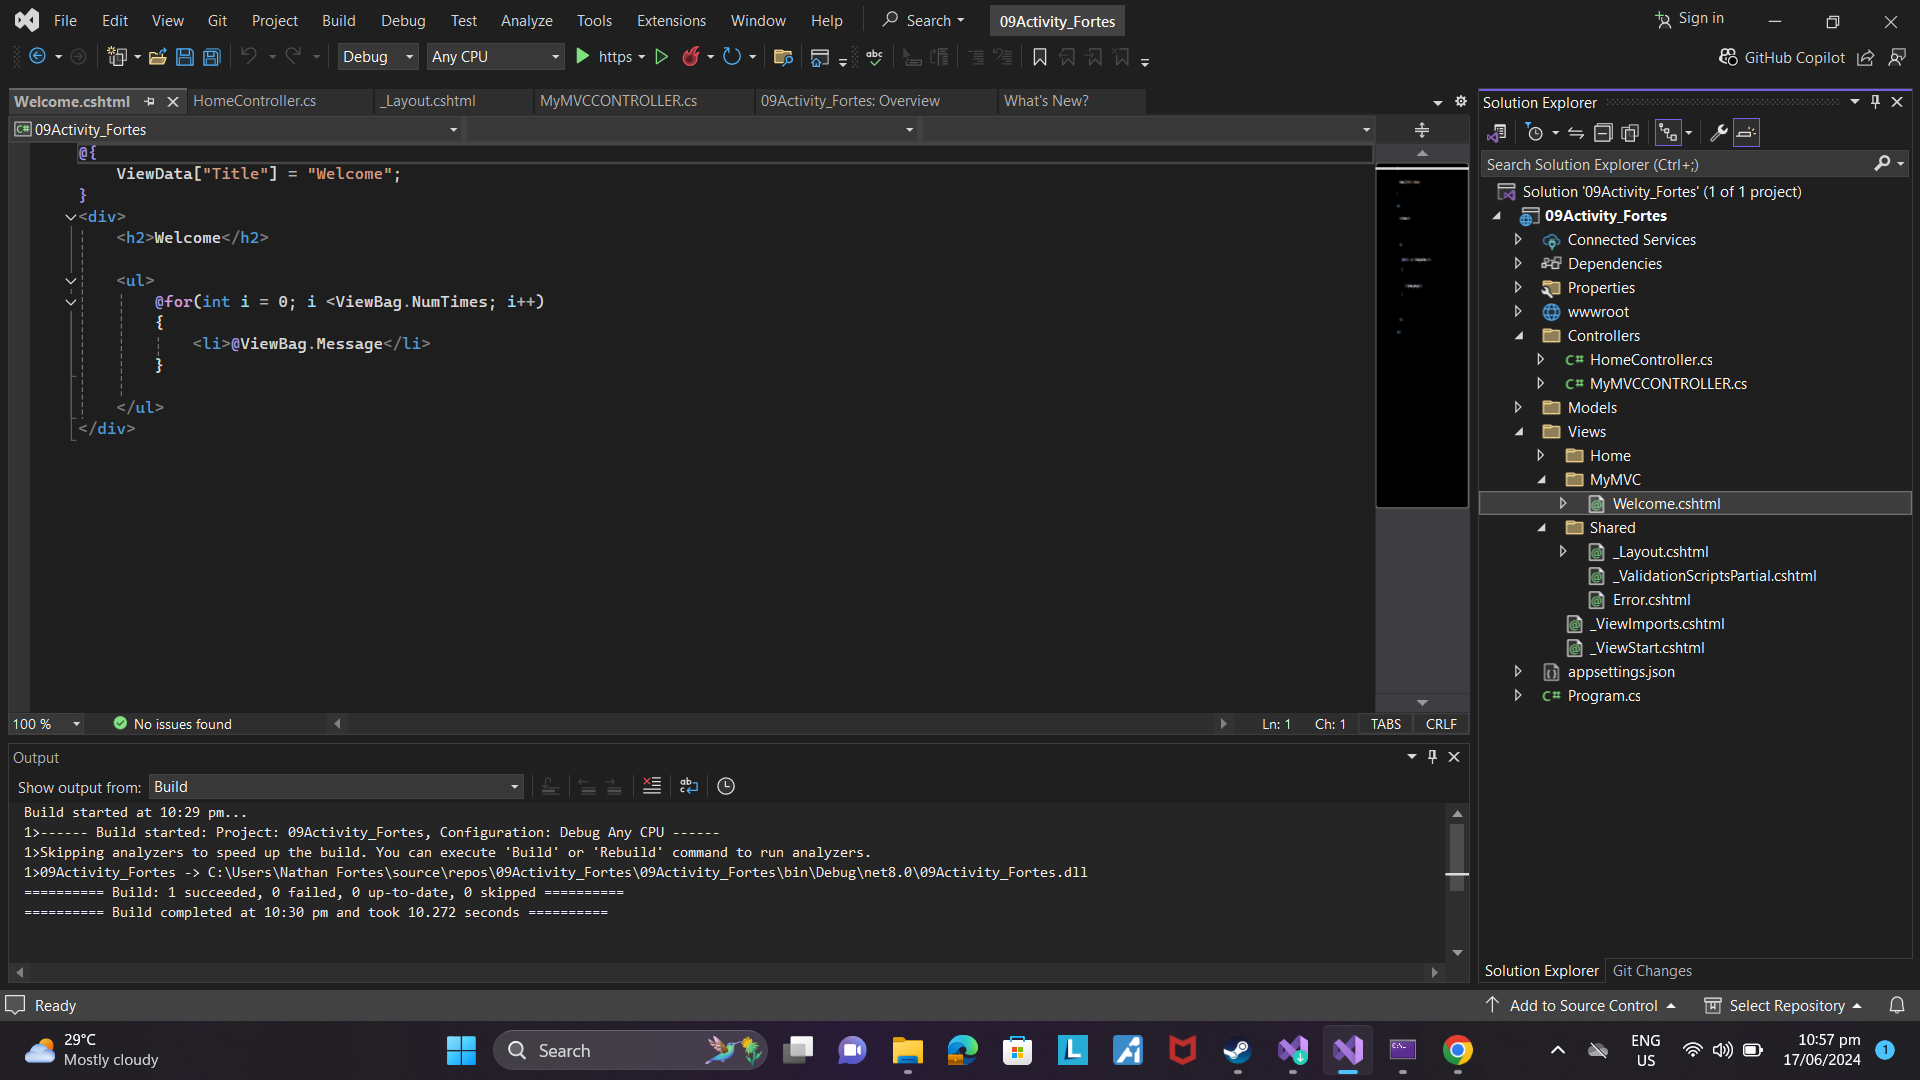 File Edit View Git Project Build Debug Test Analyze Tools Extensions Window Help Search 09Activity_Fortes Sign in
Debug Any CPU https GitHub Copilot
Welcome.cshtml HomeController.cs _Layout.cshtml MyMVCCONTROLLER.cs 09Activity_Fortes: Overview What's New?
09Activity_Fortes
@{
ViewData["Title"] = "Welcome";
}
<div>
<h2>Welcome</h2>
<ul>
@for(int i = 0; i <ViewBag.NumTimes; i++)
{
<li>@ViewBag.Message</li>
}
</ul>
</div>
100 % No issues found Ln: 1 Ch: 1 TABS CRLF
Output
Show output from: Build
Build started at 10:29 pm...
1>------ Build started: Project: 09Activity_Fortes, Configuration: Debug Any CPU ------
1>Skipping analyzers to speed up the build. You can execute 'Build' or 'Rebuild' command to run analyzers.
1>09Activity_Fortes -> C:\Users\Nathan Fortes\source\repos\09Activity_Fortes\09Activity_Fortes\bin\Debug\net8.0\09Activity_Fortes.dll
========== Build: 1 succeeded, 0 failed, 0 up-to-date, 0 skipped ==========
========== Build completed at 10:30 pm and took 10.272 seconds ==========
Solution Explorer
Search Solution Explorer (Ctrl+;)
Solution '09Activity_Fortes' (1 of 1 project)
09Activity_Fortes
Connected Services
Dependencies
Properties
wwwroot
Controllers
C# HomeController.cs
C# MyMVCCONTROLLER.cs
Models
Views
Home
MyMVC
Welcome.cshtml
Shared
_Layout.cshtml
_ValidationScriptsPartial.cshtml
Error.cshtml
_ViewImports.cshtml
_ViewStart.cshtml
appsettings.json
C# Program.cs
Solution Explorer Git Changes
Ready Add to Source Control Select Repository
29°C
Mostly cloudy
Search
ENG
US
10:57 pm
17/06/2024
1